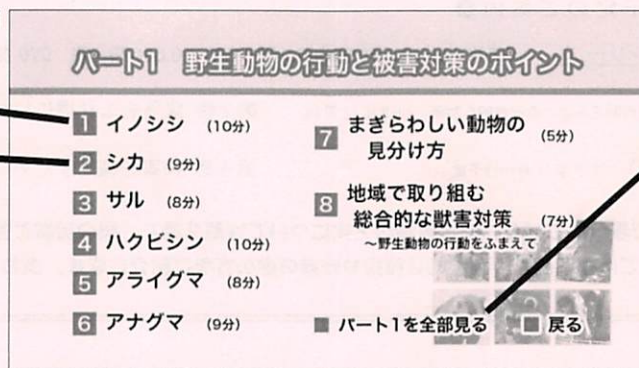 パート1 野生動物の行動と被害対策のポイント
1 イノシシ (10分)
2 シカ (9分)
3 サル (8分)
4 ハクビシン (10分)
5 アライグマ (8分)
6 アナグマ (9分)
7 まぎらわしい動物の
見分け方 (5分)
8 地域で取り組む
総合的な獣害対策 (7分)
～野生動物の行動をふまえて
■ パート1を全部見る
■ 戻る